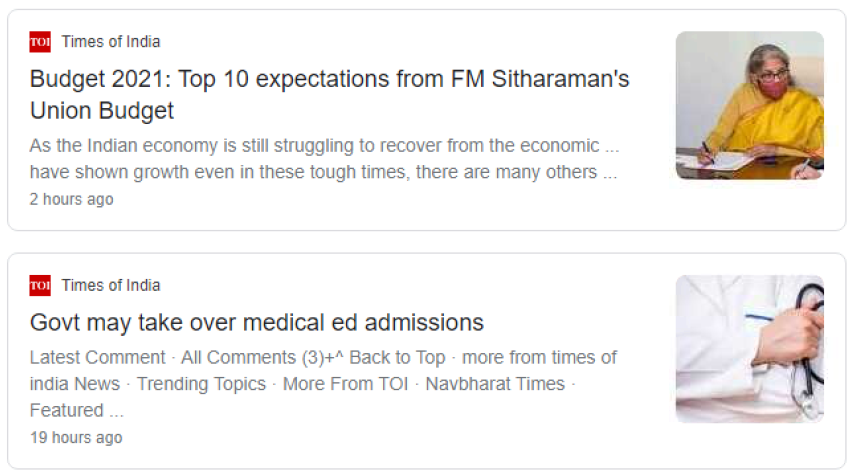 TOI Times of India
Budget 2021: Top 10 expectations from FM Sitharaman's
Union Budget
As the Indian economy is still struggling to recover from the economic ...
have shown growth even in these tough times, there are many others ...
2 hours ago
TOI Times of India
Govt may take over medical ed admissions
Latest Comment · All Comments (3)+^ Back to Top · more from times of
india News · Trending Topics · More From TOI · Navbharat Times ·
Featured ...
19 hours ago